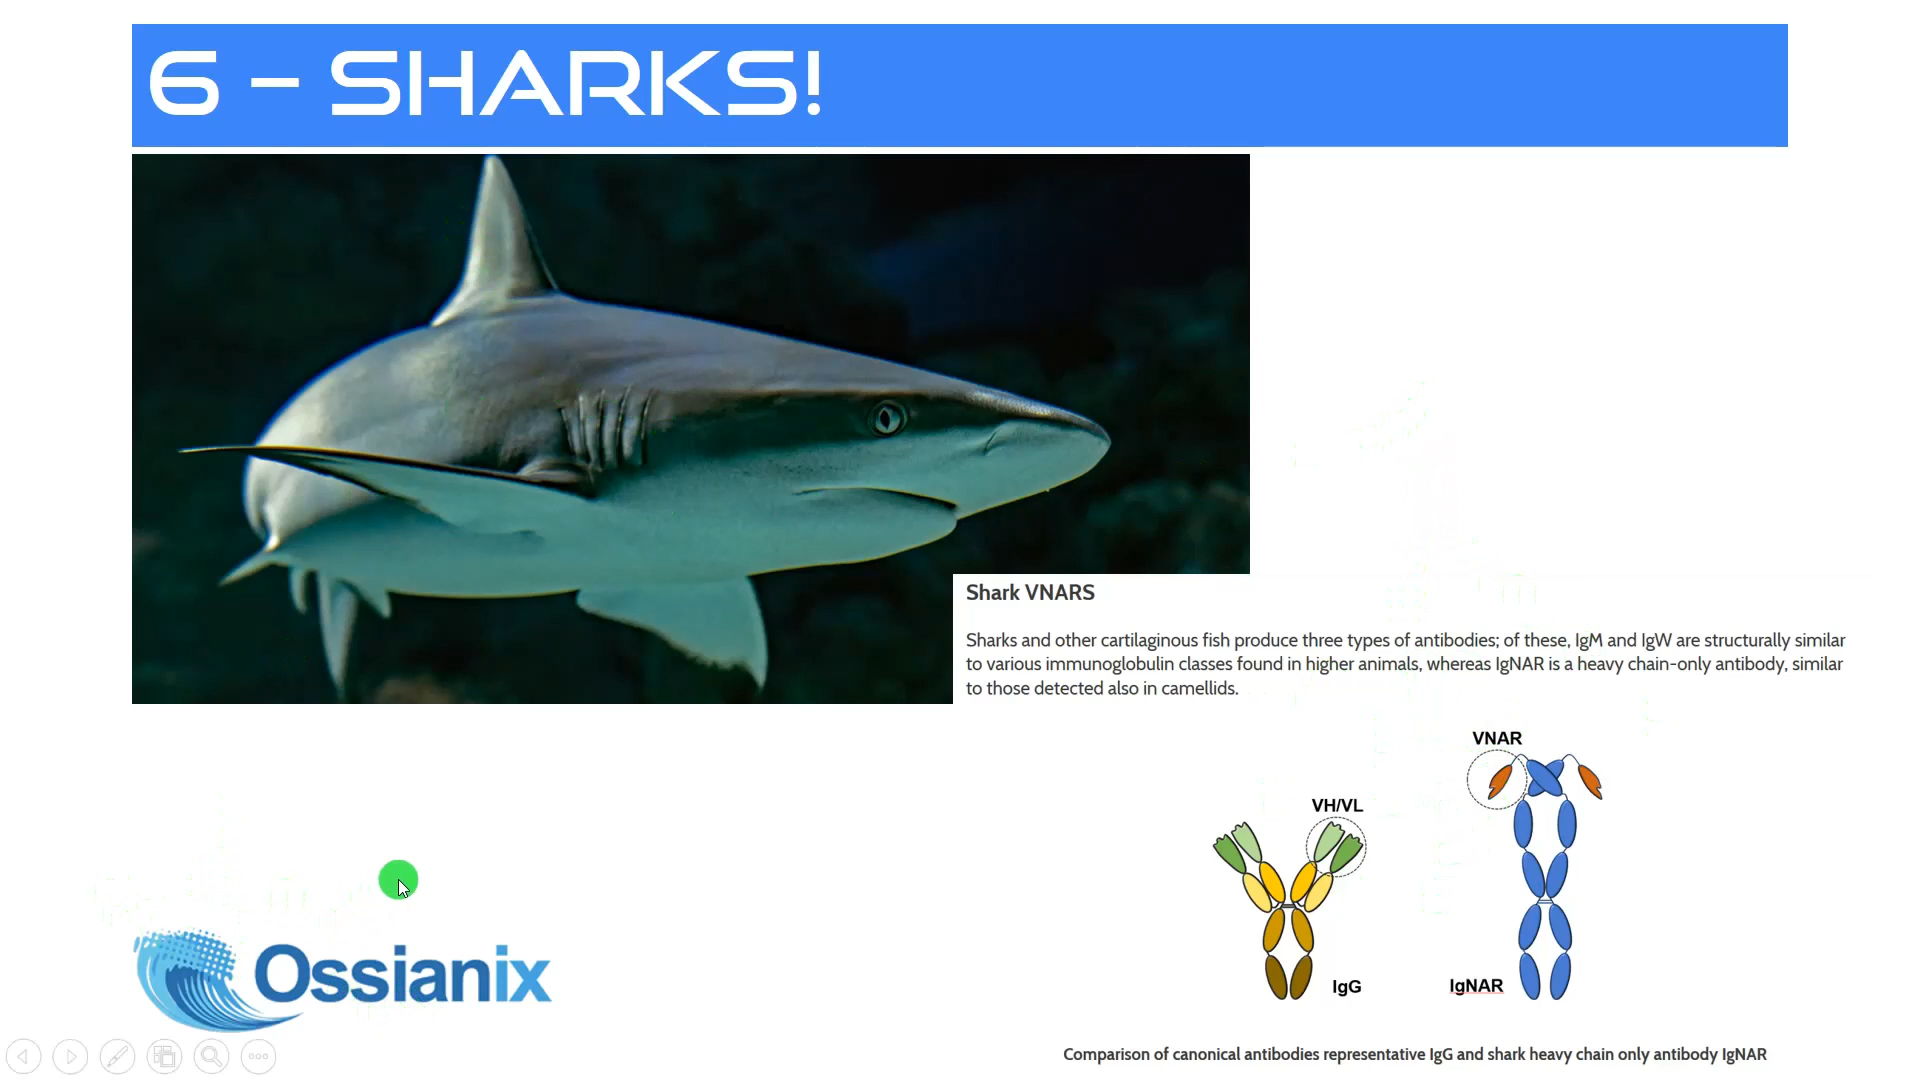 6 – SHARKS!
Shark VNARS
Sharks and other cartilaginous fish produce three types of antibodies; of these, IgM and IgW are structurally similar
to various immunoglobulin classes found in higher animals, whereas IgNAR is a heavy chain-only antibody, similar
to those detected also in camellids.
VNAR
VH/VL
IgG
IgNAR
Ossianix
Comparison of canonical antibodies representative IgG and shark heavy chain only antibody IgNAR